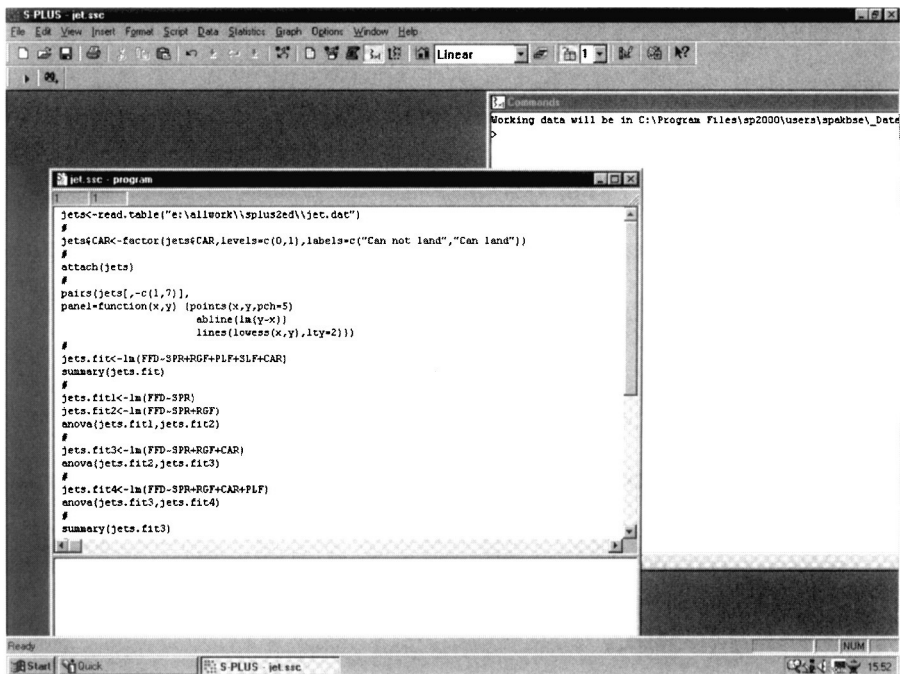 S-PLUS - jet.ssc
File Edit View Insert Format Script Data Statistics Graph Options Window Help
Linear
1
Commands
Working data will be in C:\Program Files\sp2000\users\spakbse\_Data
>
jet.ssc - program
1 1
jets<-read.table("e:\allwork\\splus2ed\\jet.dat")
#
jets$CAR<-factor(jets$CAR,levels=c(0,1),labels=c("Can not land","Can land"))
#
attach(jets)
#
pairs(jets[,-c(1,7)],
panel=function(x,y) {points(x,y,pch=5)
abline(lm(y~x))
lines(lowess(x,y),lty=2)})
#
jets.fit<-lm(FFD~SPR+RGF+PLF+SLF+CAR)
summary(jets.fit)
#
jets.fit1<-lm(FFD~SPR)
jets.fit2<-lm(FFD~SPR+RGF)
anova(jets.fit1,jets.fit2)
#
jets.fit3<-lm(FFD~SPR+RGF+CAR)
anova(jets.fit2,jets.fit3)
#
jets.fit4<-lm(FFD~SPR+RGF+CAR+PLF)
anova(jets.fit3,jets.fit4)
#
summary(jets.fit3)
Ready
NUM
Start Quick S-PLUS - jet.ssc 15:52